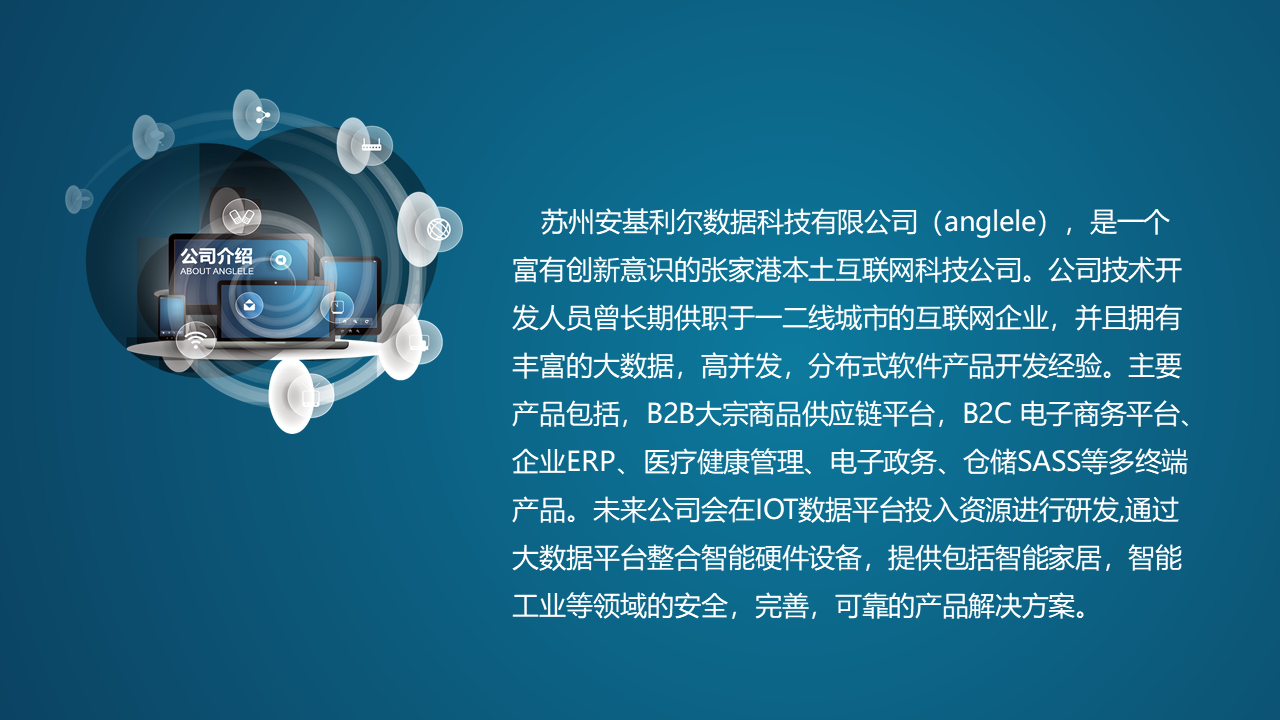 公司介绍
ABOUT ANGLELE
苏州安基利尔数据科技有限公司（anglele），是一个
富有创新意识的张家港本土互联网科技公司。公司技术开
发人员曾长期供职于一二线城市的互联网企业，并且拥有
丰富的大数据，高并发，分布式软件产品开发经验。主要
产品包括，B2B大宗商品供应链平台，B2C 电子商务平台、
企业ERP、医疗健康管理、电子政务、仓储SASS等多终端
产品。未来公司会在IOT数据平台投入资源进行研发,通过
大数据平台整合智能硬件设备，提供包括智能家居，智能
工业等领域的安全，完善，可靠的产品解决方案。